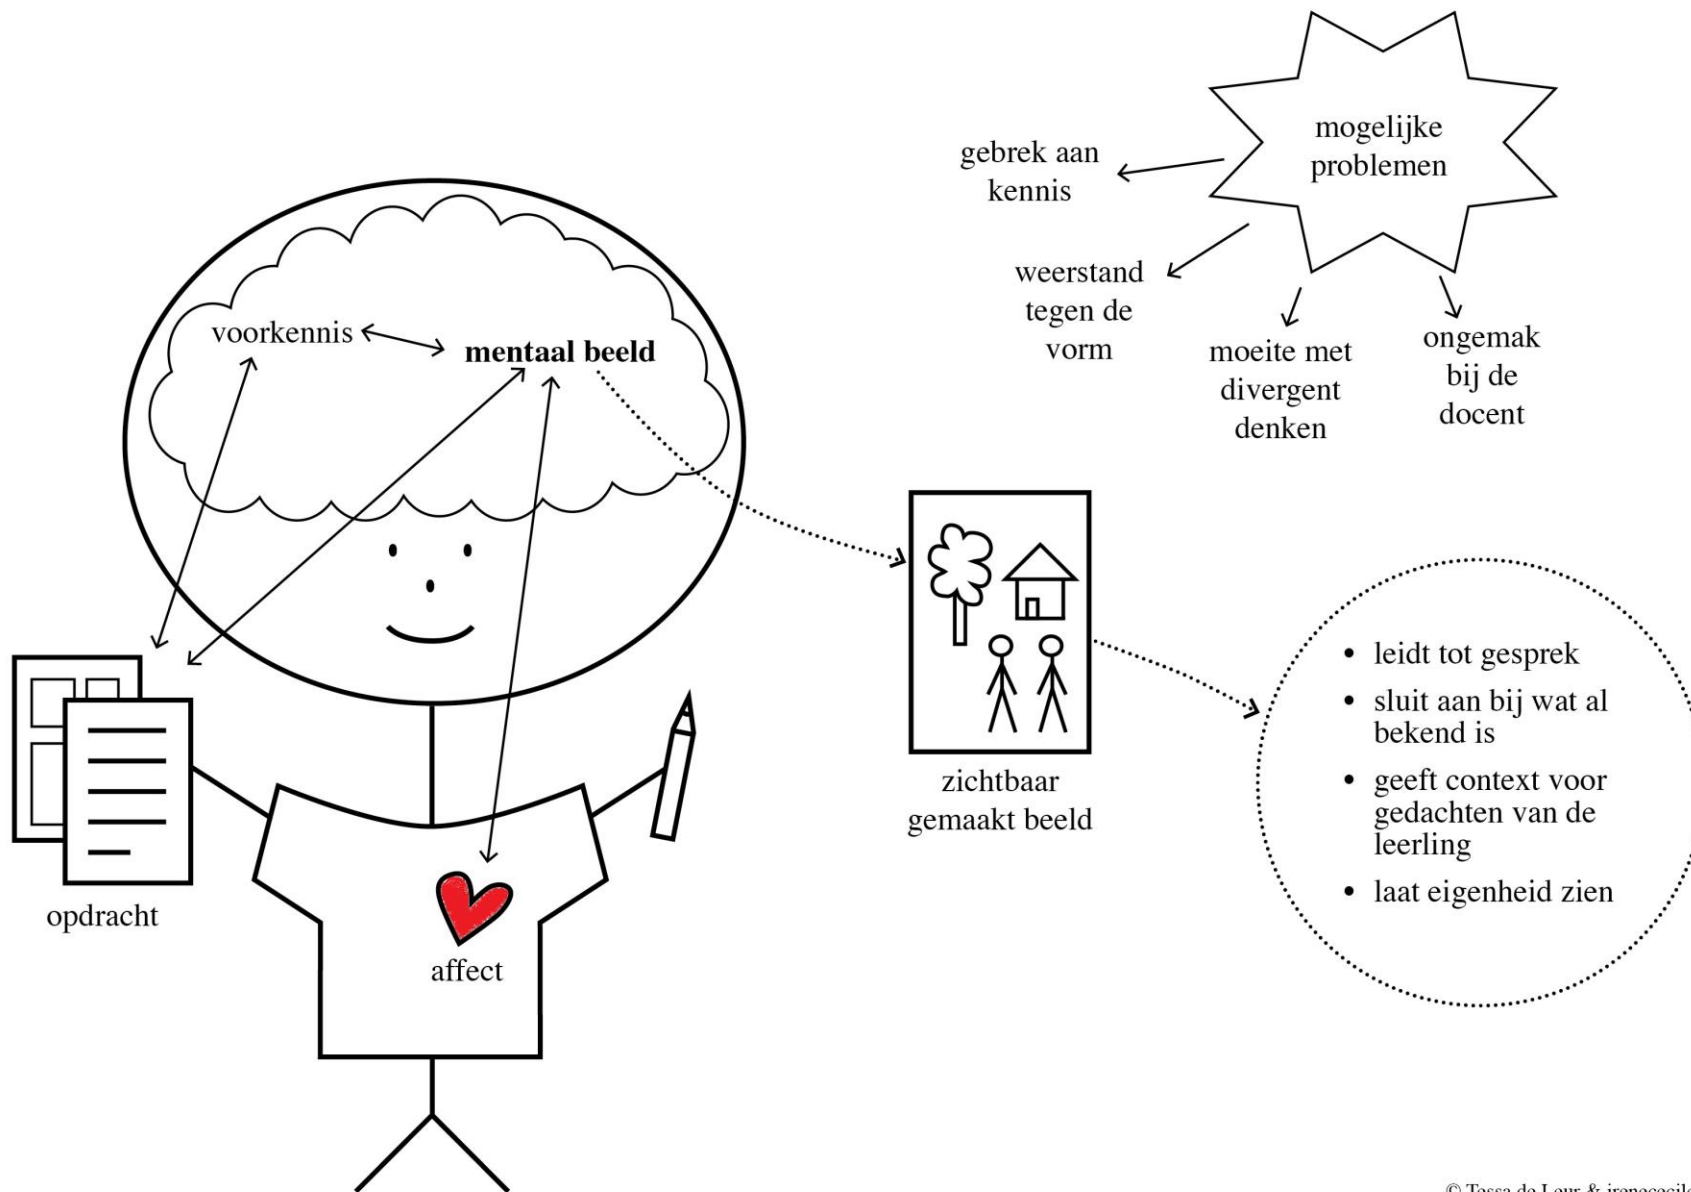 mogelijke
problemen
gebrek aan
kennis
weerstand
tegen de
vorm
moeite met
divergent
denken
ongemak
bij de
docent
voorkennis
mentaal beeld
opdracht
affect
zichtbaar
gemaakt beeld
• leidt tot gesprek
• sluit aan bij wat al
bekend is
• geeft context voor
gedachten van de
leerling
• laat eigenheid zien
© Tessa de Leur &